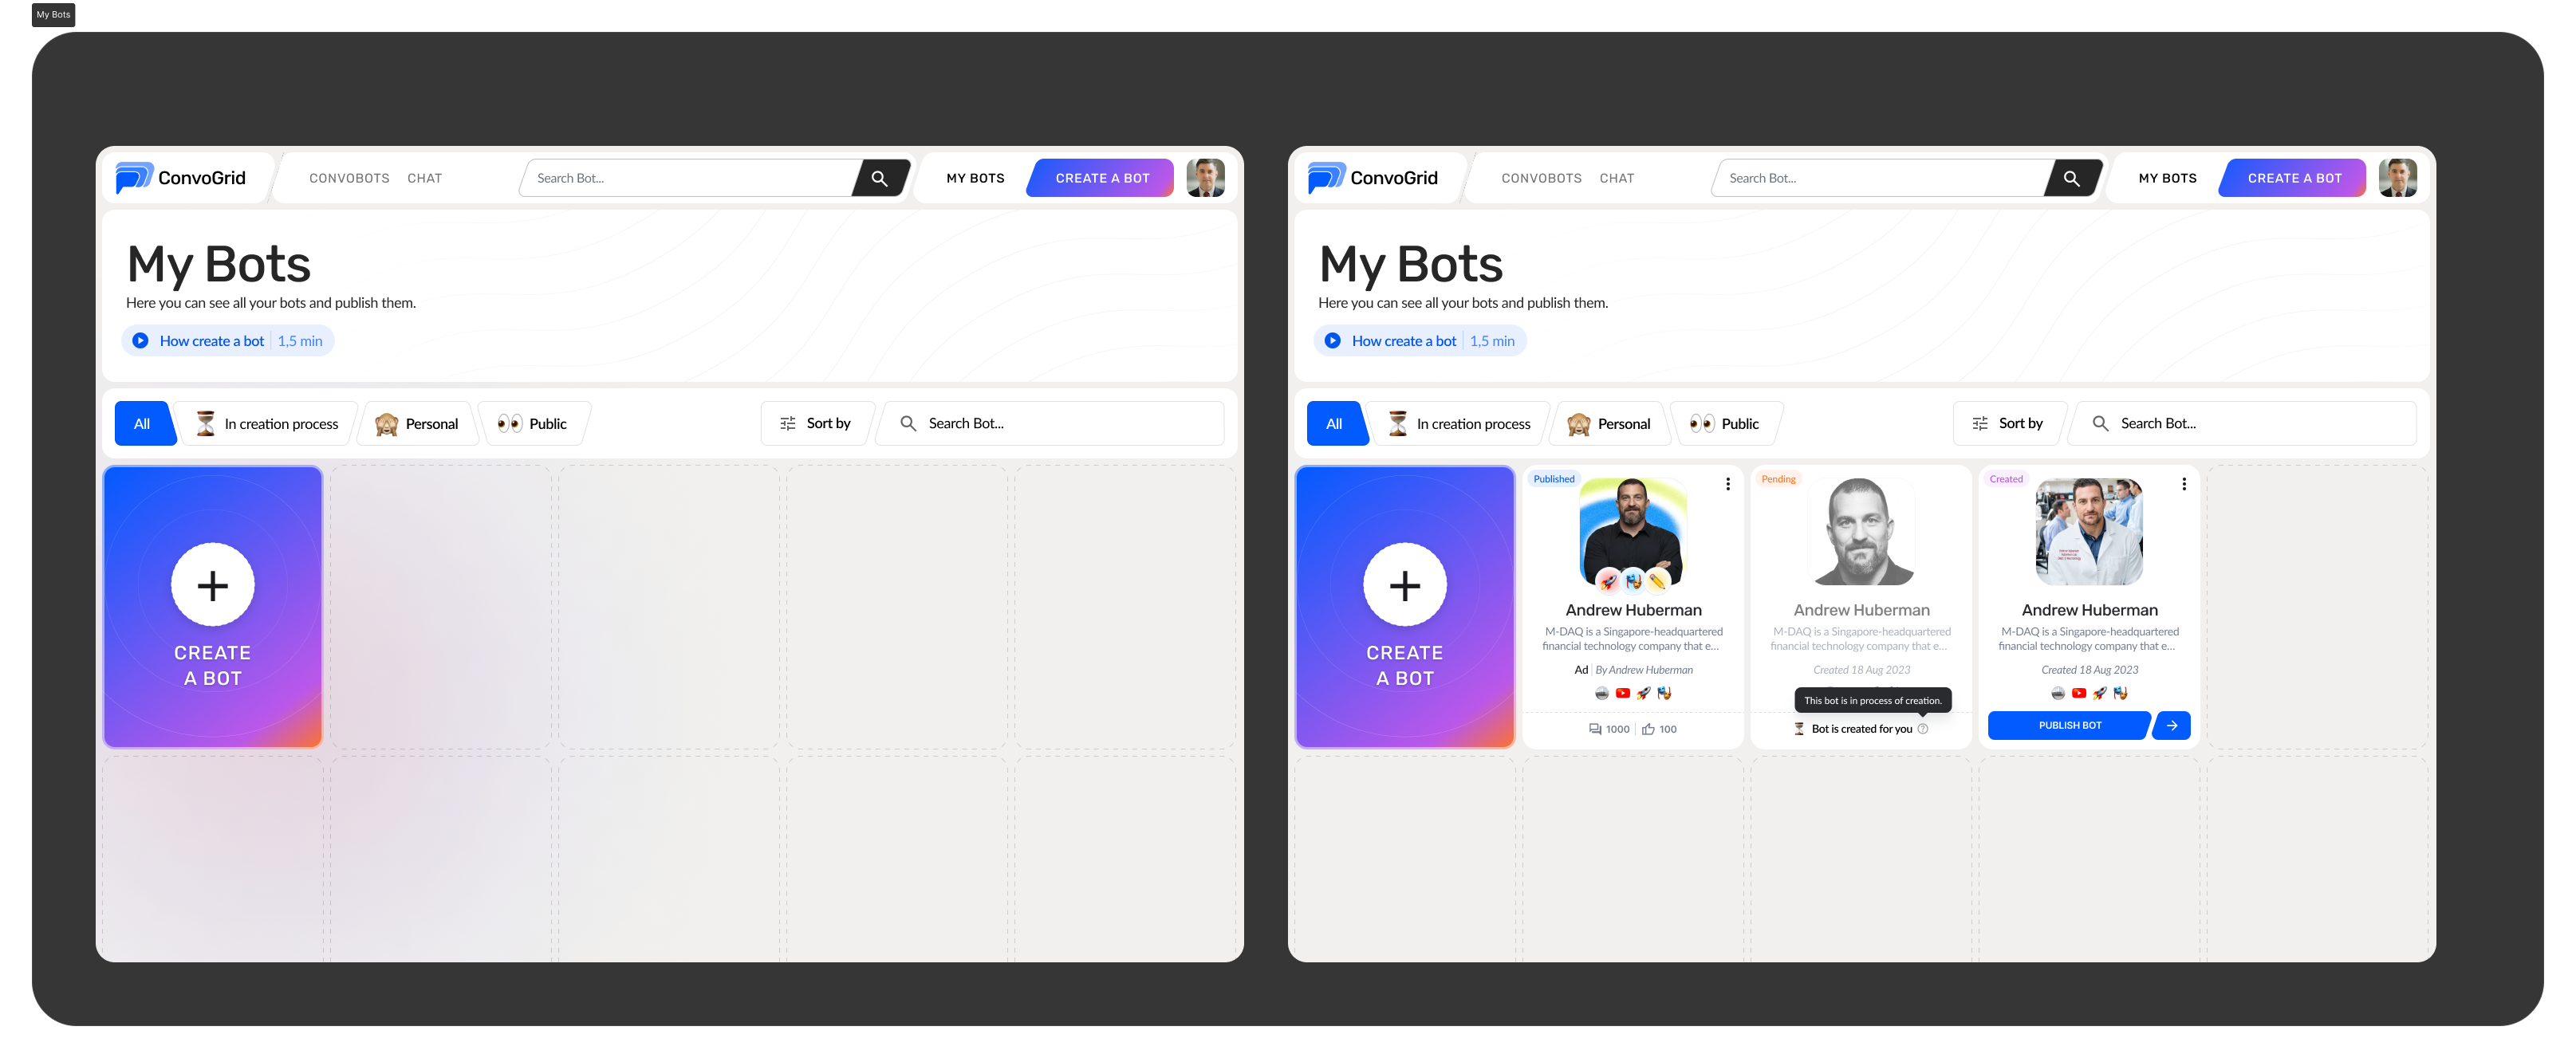 My Bots
ConvoGrid
CONVOBOTS CHAT
Search Bot...
MY BOTS
CREATE A BOT
My Bots
Here you can see all your bots and publish them.
How create a bot | 1,5 min
All
In creation process
Personal
Public
Sort by
Search Bot...
CREATE
A BOT
ConvoGrid
CONVOBOTS CHAT
Search Bot...
MY BOTS
CREATE A BOT
My Bots
Here you can see all your bots and publish them.
How create a bot | 1,5 min
All
In creation process
Personal
Public
Sort by
Search Bot...
CREATE
A BOT
Published
Andrew Huberman
M-DAQ is a Singapore-headquartered
financial technology company that e...
Ad | By Andrew Huberman
1000 | 100
Pending
Andrew Huberman
M-DAQ is a Singapore-headquartered
financial technology company that e...
Created 18 Aug 2023
This bot is in process of creation.
Bot is created for you
Created
Andrew Huberman
M-DAQ is a Singapore-headquartered
financial technology company that e...
Created 18 Aug 2023
PUBLISH BOT